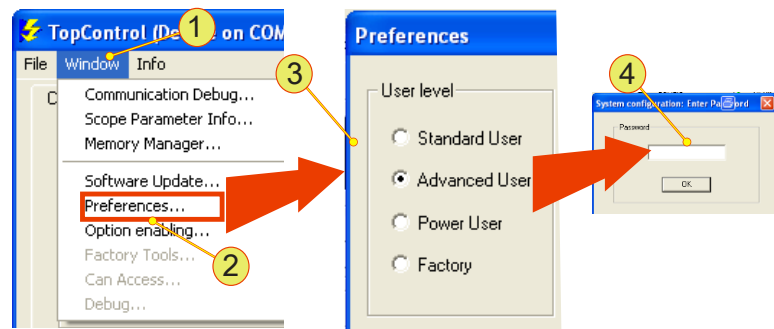 TopControl (De e on COM
1
File Window Info
C
Communication Debug...
Scope Parameter Info...
Memory Manager...
Software Update...
Preferences...
Option enabling...
2
Factory Tools...
Can Access...
Debug...
Preferences
3
User level
Standard User
Advanced User
Power User
Factory
4
System configuration: Enter Pa ord
Password
OK